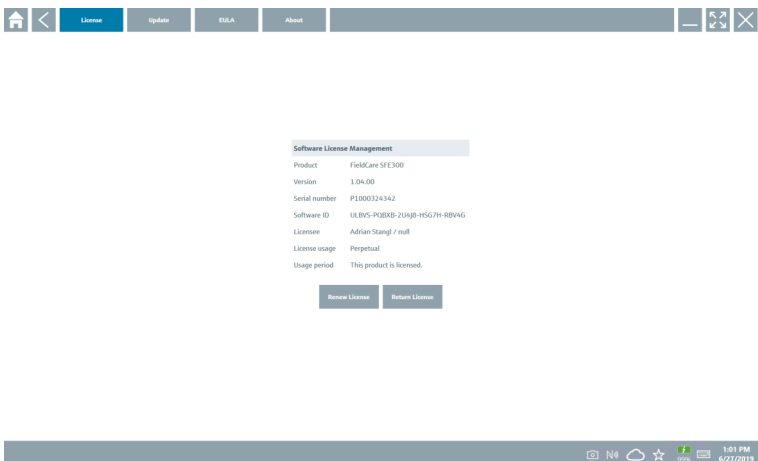 License Update EULA About
Software License Management
Product FieldCare SFE300
Version 1.04.00
Serial number P1000324342
Software ID ULBVS-PQBXB-2U4J8-HSG7H-RBV4G
Licensee Adrian Stangl / null
License usage Perpetual
Usage period This product is licensed.
Renew License Return License
1:01 PM
6/27/2019